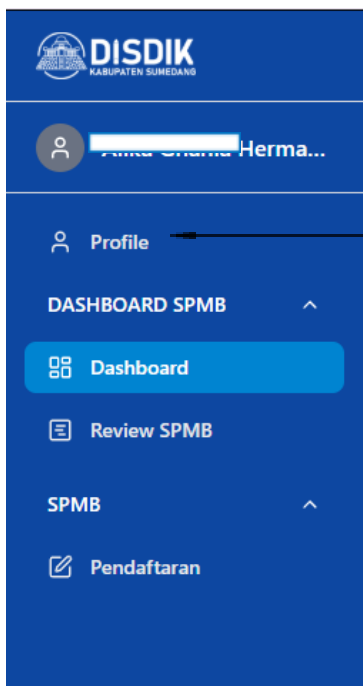 DISDIK
KABUPATEN SUMEDANG
Herma...
Profile
DASHBOARD SPMB
Dashboard
Review SPMB
SPMB
Pendaftaran